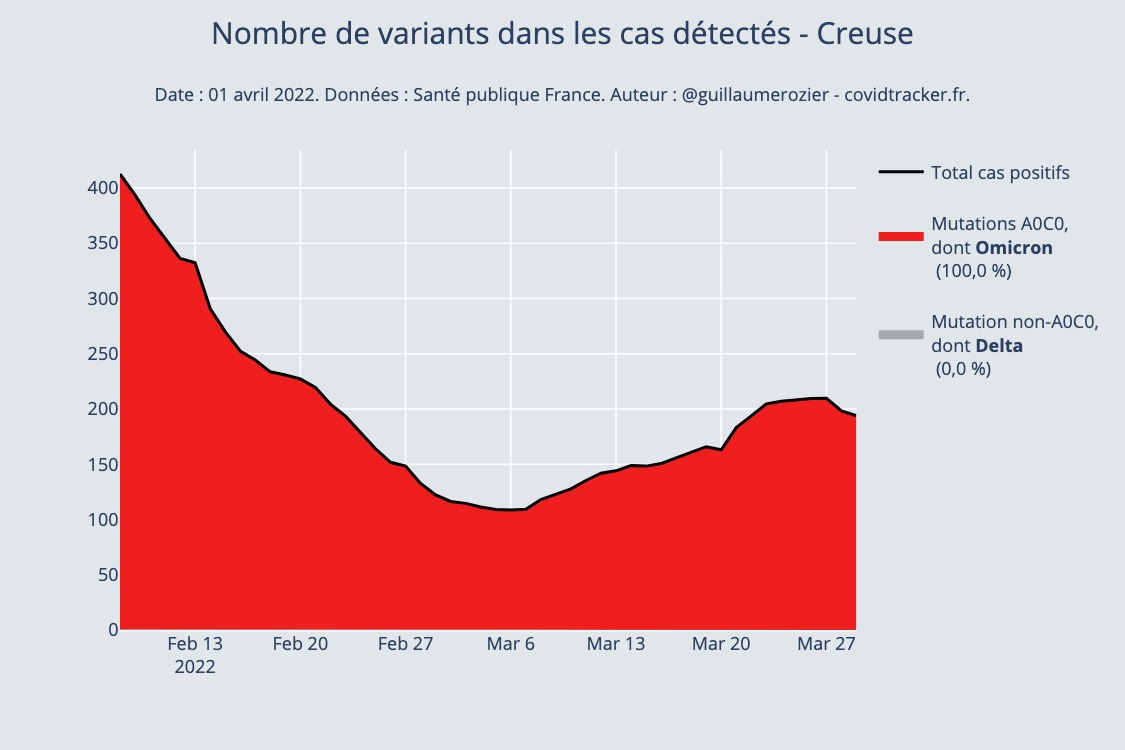 Nombre de variants dans les cas détectés - Creuse
Date : 01 avril 2022. Données : Santé publique France. Auteur : @guillaumerozier - covidtracker.fr.
Total cas positifs
Mutations A0C0,
dont Omicron
(100,0 %)
Mutation non-A0C0,
dont Delta
(0,0 %)
400
350
300
250
200
150
100
50
0
Feb 13
2022
Feb 20
Feb 27
Mar 6
Mar 13
Mar 20
Mar 27